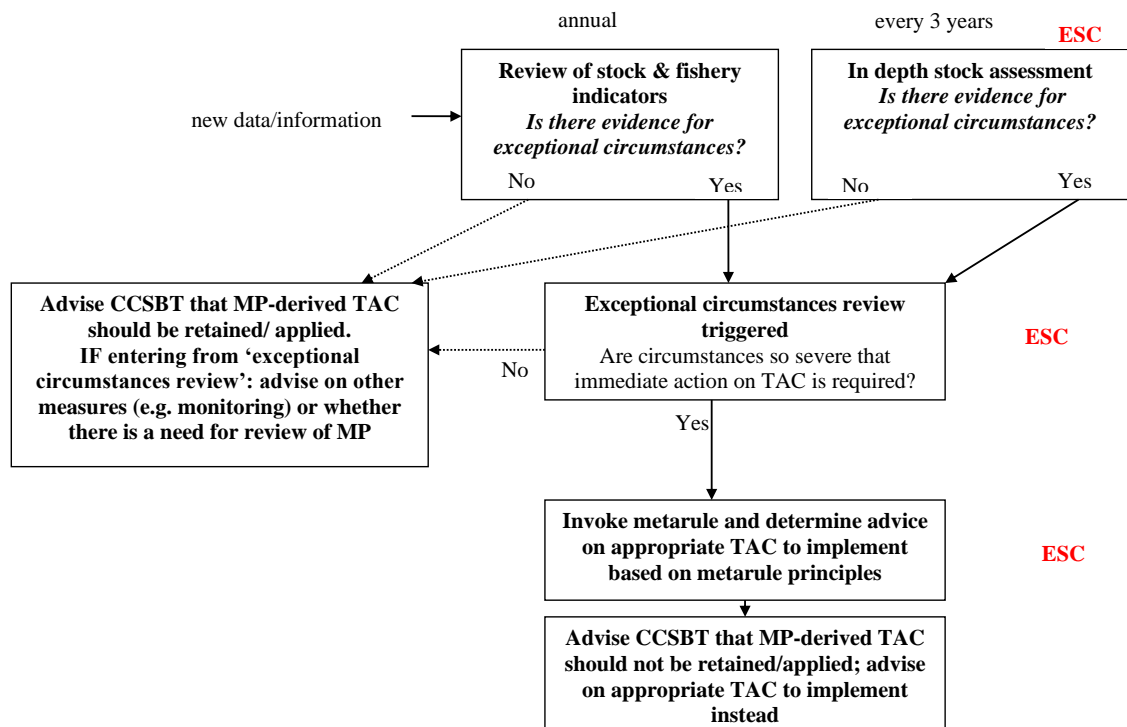 annual
every 3 years
ESC
Review of stock & fishery
indicators
Is there evidence for
exceptional circumstances?
No
Yes
In depth stock assessment
Is there evidence for
exceptional circumstances?
No
Yes
new data/information
Advise CCSBT that MP-derived TAC
should be retained/ applied.
IF entering from ‘exceptional
circumstances review’: advise on other
measures (e.g. monitoring) or whether
there is a need for review of MP
Exceptional circumstances review
triggered
Are circumstances so severe that
immediate action on TAC is required?
ESC
No
Yes
Invoke metarule and determine advice
on appropriate TAC to implement
based on metarule principles
ESC
Advise CCSBT that MP-derived TAC
should not be retained/applied; advise
on appropriate TAC to implement
instead